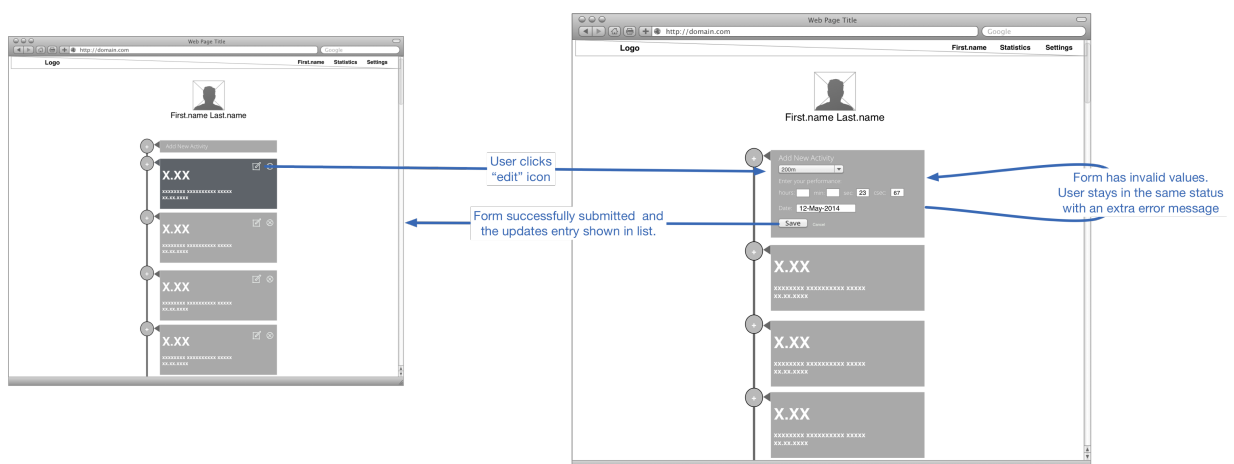 Web Page Title
http://domain.com
Google
Logo
First.name Statistics Settings
First.name Last.name
Add New Activity
X.XX
xxxxxxxx xxxxxxxxxx xxxxx
xx.xx.xxxx
X.XX
xxxxxxxx xxxxxxxxxx xxxxx
xx.xx.xxxx
X.XX
xxxxxxxx xxxxxxxxxx xxxxx
xx.xx.xxxx
X.XX
xxxxxxxx xxxxxxxxxx xxxxx
xx.xx.xxxx
User clicks
“edit” icon
Form successfully submitted and
the updates entry shown in list.
Web Page Title
http://domain.com
Google
Logo
First.name Statistics Settings
First.name Last.name
Add New Activity
200m
Enter your performance
hours: min: sec: 23 67
Date: 12-May-2014
Save Cancel
X.XX
xxxxxxxx xxxxxxxxxx xxxxx
xx.xx.xxxx
X.XX
xxxxxxxx xxxxxxxxxx xxxxx
xx.xx.xxxx
X.XX
xxxxxxxx xxxxxxxxxx xxxxx
xx.xx.xxxx
Form has invalid values.
User stays in the same status
with an extra error message